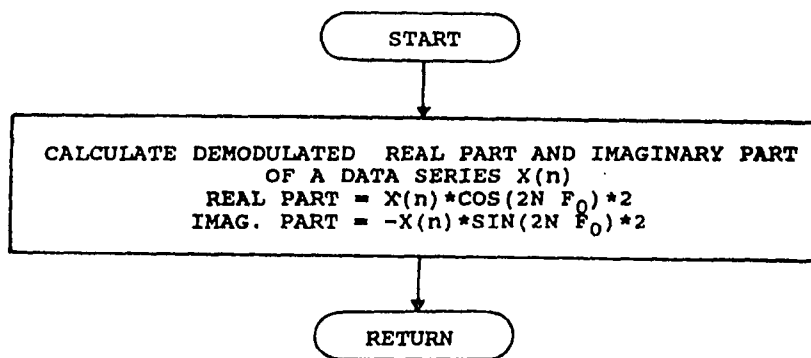 START
CALCULATE DEMODULATED REAL PART AND IMAGINARY PART
OF A DATA SERIES X(n)
REAL PART = X(n)*COS(2N F₀)*2
IMAG. PART = -X(n)*SIN(2N F₀)*2
RETURN